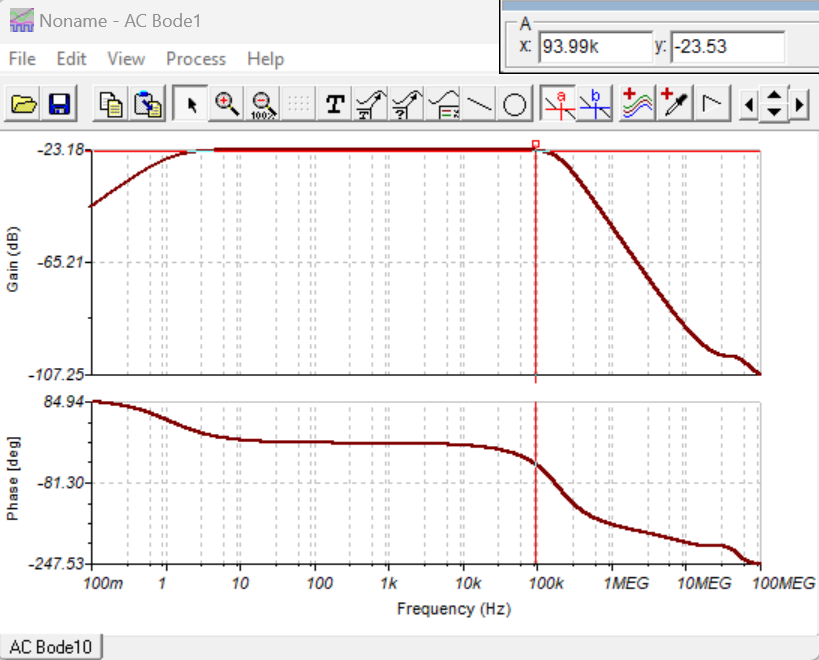 Noneame - AC Bode1
A
x: 93.99k y: -23.53
File Edit View Process Help
100%
T
T
?
a
b
-23.18
-65.21
-107.25
Gain (dB)
84.94
-81.30
-247.53
Phase [deg]
100m 1 10 100 1k 10k 100k 1MEG 10MEG 100MEG
Frequency (Hz)
AC Bode10